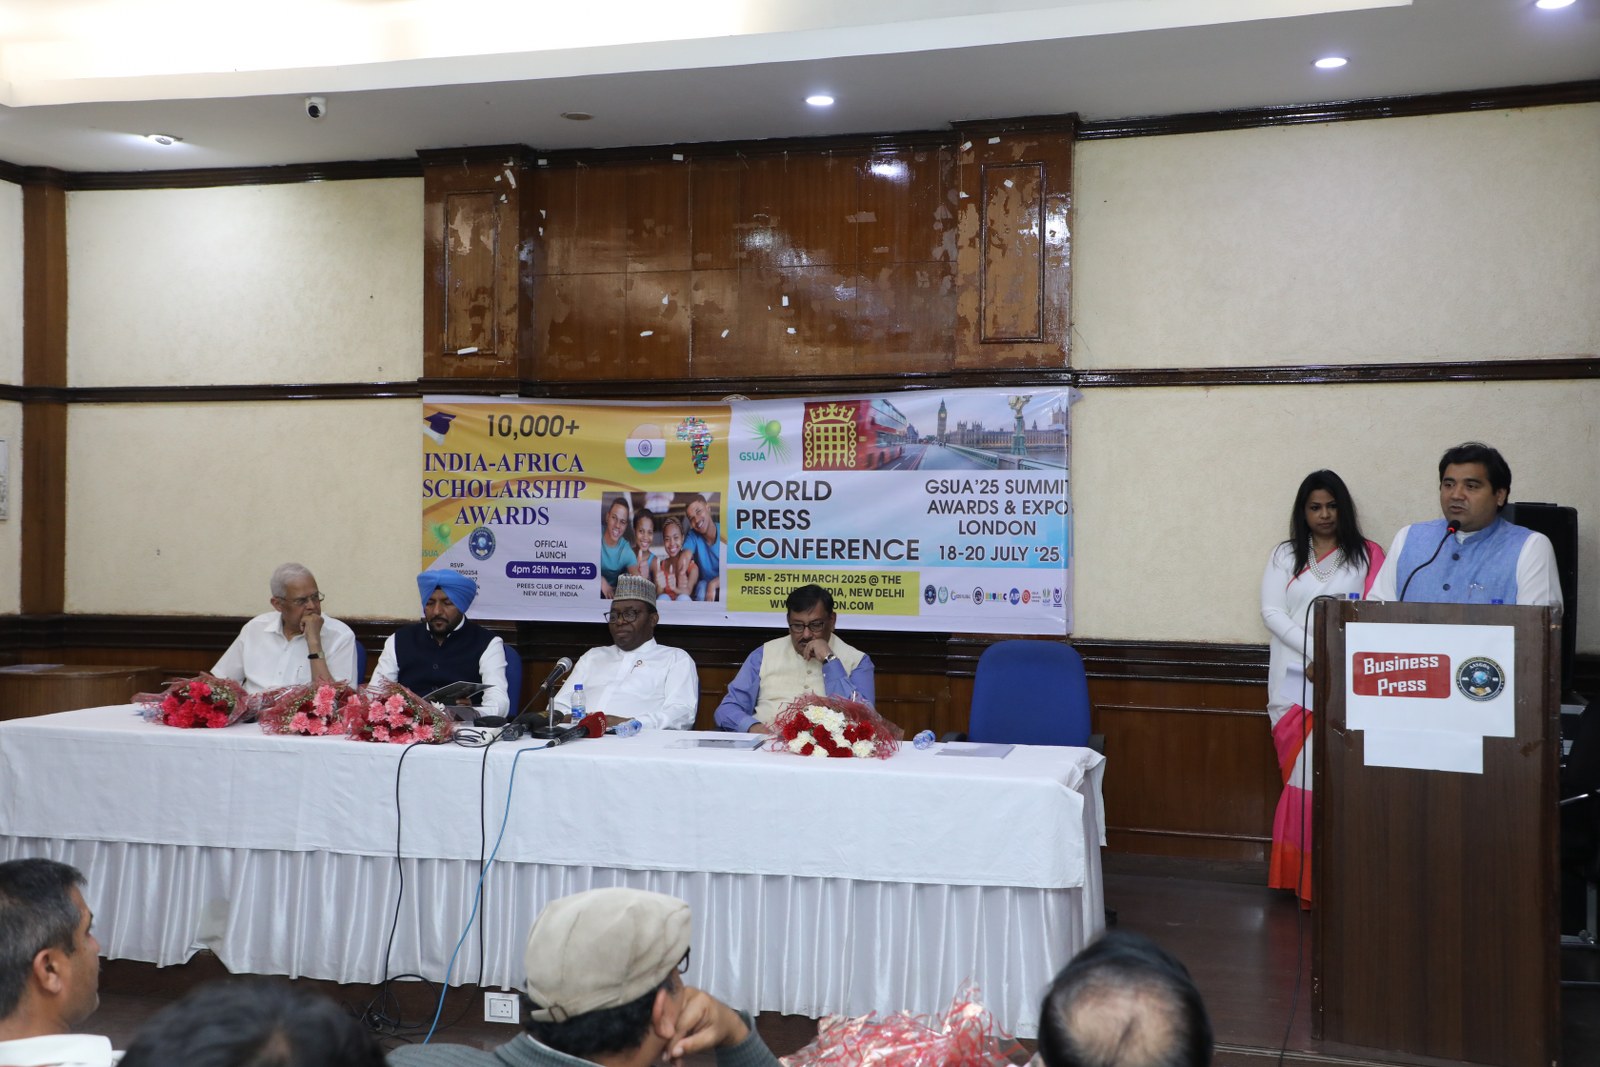 10,000+
INDIA-AFRICA
SCHOLARSHIP
AWARDS
OFFICIAL
LAUNCH
4pm 25th March '25
PREES CLUB OF INDIA,
NEW DELHI, INDIA.
RSVP
GSUA
WORLD
PRESS
CONFERENCE
GSUA'25 SUMMIT
AWARDS & EXPO
LONDON
18-20 JULY '25
5PM - 25TH MARCH 2025 @ THE
PRESS CLUB INDIA, NEW DELHI
Business
Press